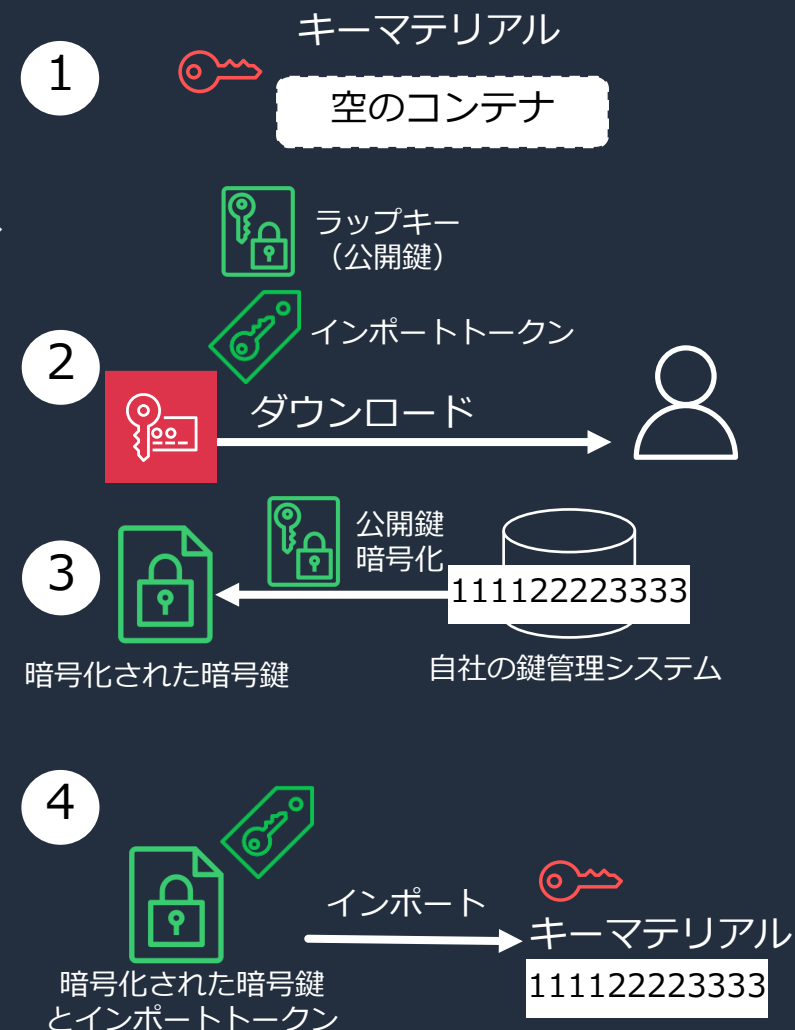 キーマテリアル
1
空のコンテナ
ラップキー
（公開鍵）
インポートトークン
2
ダウンロード
公開鍵
暗号化
3
111122223333
暗号化された暗号鍵
自社の鍵管理システム
4
インポート
キーマテリアル
111122223333
暗号化された暗号鍵
とインポートトークン